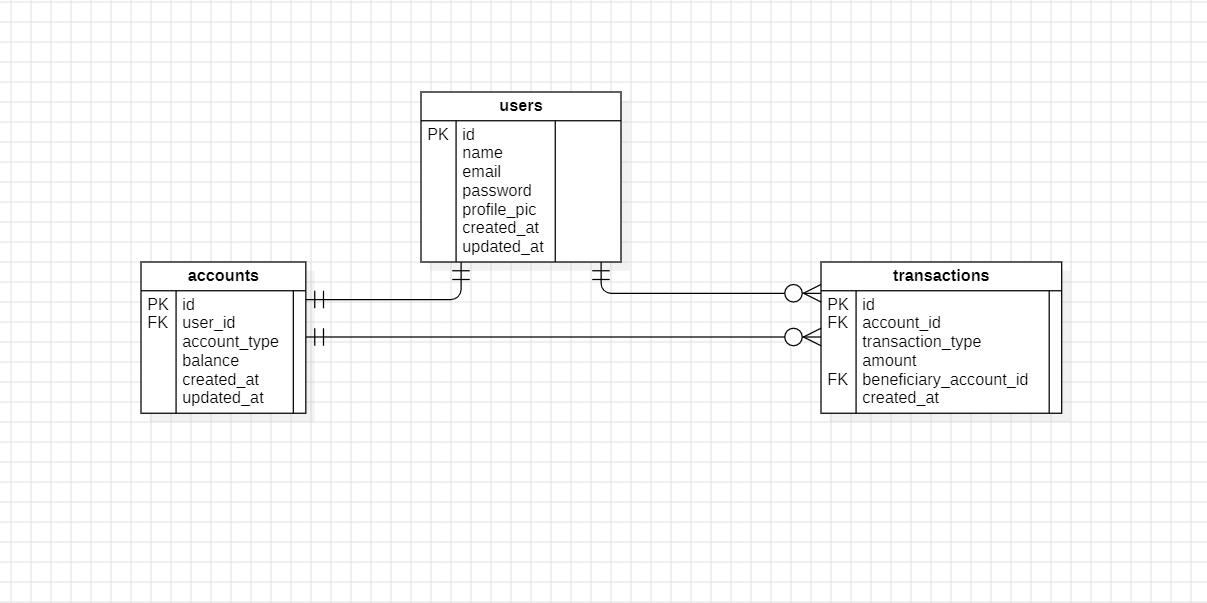 users
PK id
name
email
password
profile_pic
created_at
updated_at
accounts
PK id
FK user_id
account_type
balance
created_at
updated_at
transactions
PK id
FK account_id
transaction_type
amount
FK beneficiary_account_id
created_at